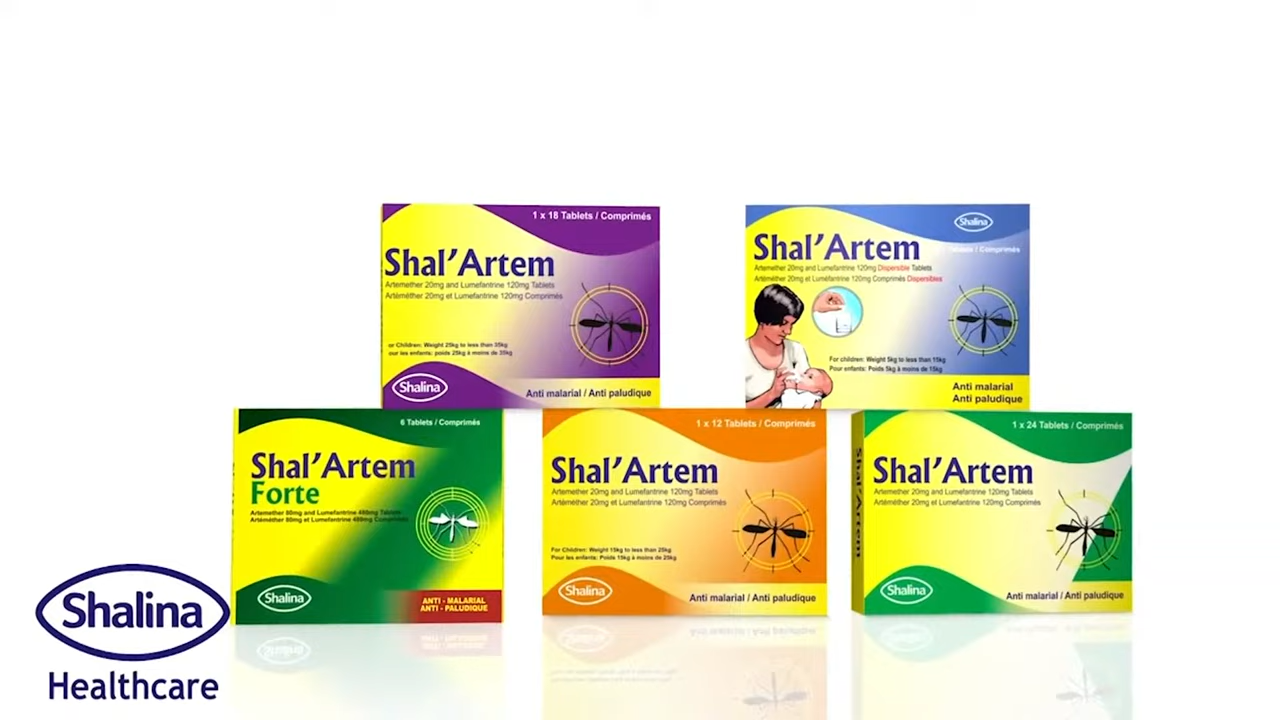 1 x 18 Tablets / Comprimés
Shal'Artem
Artemether 20mg and Lumefantrine 120mg Tablets
Artéméther 20mg et Lumefantrine 120mg Comprimés
or Children: Weight 25kg to less than 35kg
our les enfants: poids 25kg à moins de 35kg
Shalina
Anti malarial / Anti paludique
Shalina
Shal'Artem
Tablets / Comprimés
Artemether 20mg and Lumefantrine 120mg Dispersible Tablets
Artéméther 20mg et Luméfantrine 120mg Comprimés Dispersibles
For children: Weight 5kg to less than 15kg
Pour enfants: Poids 5kg à moins de 15kg
Anti malarial
Anti paludique
6 Tablets / Comprimés
Shal'Artem
Forte
Artemether 80mg and Lumefantrine 480mg Tablets
Artéméther 80mg et Lumefantrine 480mg Comprimés
Shalina
ANTI - MALARIAL
ANTI - PALUDIQUE
1 x 12 Tablets / Comprimés
Shal'Artem
Artemether 20mg and Lumefantrine 120mg Tablets
Artéméther 20mg et Lumefantrine 120mg Comprimés
For Children: Weight 15kg to less than 25kg
Pour les enfants: Poids 15kg à moins de 25kg
Shalina
Anti malarial / Anti paludique
Shal'Artem
1 x 24 Tablets / Comprimés
Shal'Artem
Artemether 20mg and Lumefantrine 120mg Tablets
Artéméther 20mg et Lumefantrine 120mg Comprimés
Shalina
Anti malarial / Anti paludique
Shalina
Healthcare